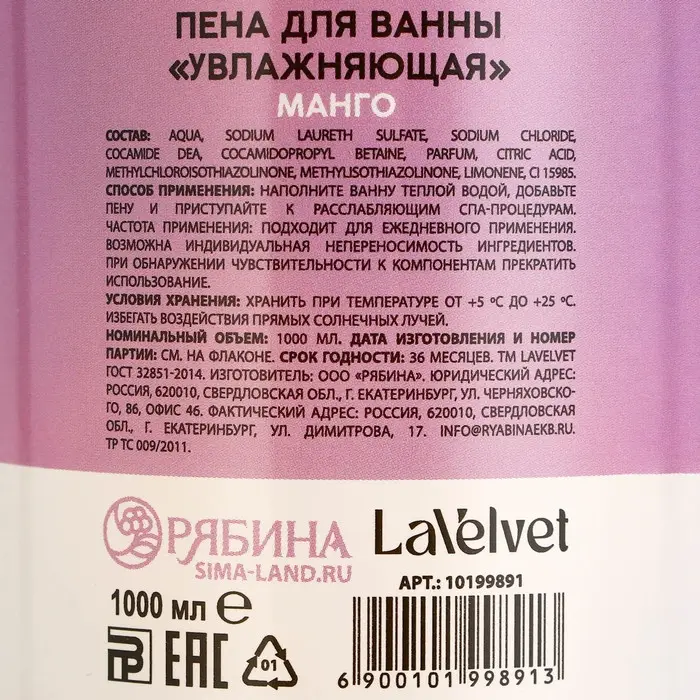 ПЕНА ДЛЯ ВАННЫ
«УВЛАЖНЯЮЩАЯ»
МАНГО
СОСТАВ: AQUA, SODIUM LAURETH SULFATE, SODIUM CHLORIDE,
COCAMIDE DEA, COCAMIDOPROPYL BETAINE, PARFUM, CITRIC ACID,
METHYLCHLOROISOTHIAZOLINONE, METHYLISOTHIAZOLINONE, LIMONENE, CI 15985.
СПОСОБ ПРИМЕНЕНИЯ: НАПОЛНИТЕ ВАННУ ТЕПЛОЙ ВОДОЙ, ДОБАВЬТЕ
ПЕНУ И ПРИСТУПАЙТЕ К РАССЛАБЛЯЮЩИМ СПА-ПРОЦЕДУРАМ.
ЧАСТОТА ПРИМЕНЕНИЯ: ПОДХОДИТ ДЛЯ ЕЖЕДНЕВНОГО ПРИМЕНЕНИЯ.
ВОЗМОЖНА ИНДИВИДУАЛЬНАЯ НЕПЕРЕНОСИМОСТЬ ИНГРЕДИЕНТОВ.
ПРИ ОБНАРУЖЕНИИ ЧУВСТВИТЕЛЬНОСТИ К КОМПОНЕНТАМ ПРЕКРАТИТЬ
ИСПОЛЬЗОВАНИЕ.
УСЛОВИЯ ХРАНЕНИЯ: ХРАНИТЬ ПРИ ТЕМПЕРАТУРЕ ОТ +5 ºС ДО +25 ºС.
ИЗБЕГАТЬ ВОЗДЕЙСТВИЯ ПРЯМЫХ СОЛНЕЧНЫХ ЛУЧЕЙ.
НОМИНАЛЬНЫЙ ОБЪЕМ: 1000 МЛ. ДАТА ИЗГОТОВЛЕНИЯ И НОМЕР
ПАРТИИ: СМ. НА ФЛАКОНЕ. СРОК ГОДНОСТИ: 36 МЕСЯЦЕВ. ТМ LAVELVET
ГОСТ 32851-2014. ИЗГОТОВИТЕЛЬ: ООО «РЯБИНА». ЮРИДИЧЕСКИЙ АДРЕС:
РОССИЯ, 620010, СВЕРДЛОВСКАЯ ОБЛ., Г. ЕКАТЕРИНБУРГ, УЛ. ЧЕРНЯХОВСКО-
ГО, 86, ОФИС 46. ФАКТИЧЕСКИЙ АДРЕС: РОССИЯ, 620010, СВЕРДЛОВСКАЯ
ОБЛ., Г. ЕКАТЕРИНБУРГ, УЛ. ДИМИТРОВА, 17. INFO@RYABINAEKB.RU.
ТР ТС 009/2011.
РЯБИНА
SIMA-LAND.RU
LaVelvet
АРТ.: 10199891
1000 МЛ e
РР ЕАС 01
6 900101 998913